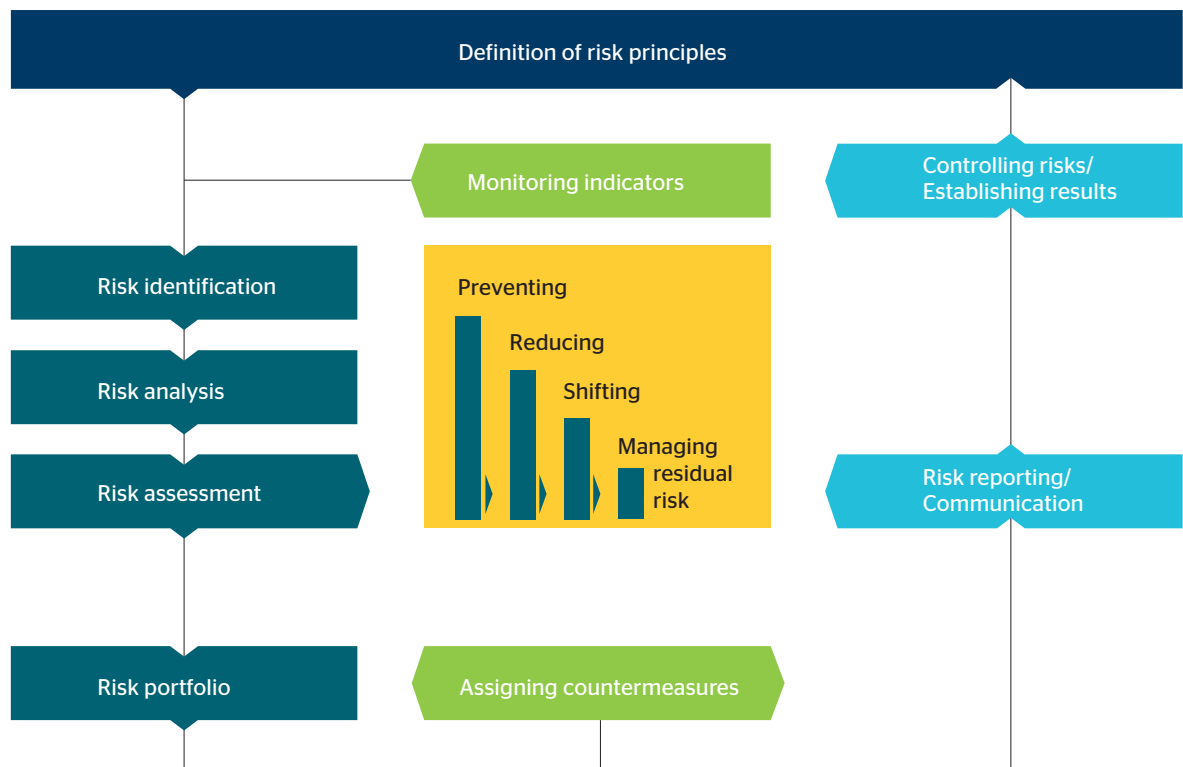 Definition of risk principles
Monitoring indicators
Controlling risks/
Establishing results
Risk identification
Preventing
Reducing
Risk analysis
Shifting
Managing
residual
risk
Risk assessment
Risk reporting/
Communication
Risk portfolio
Assigning countermeasures